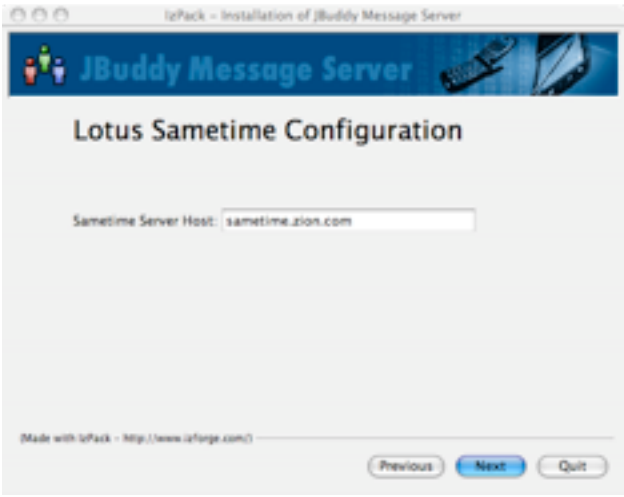 IzPack - Installation of JBuddy Message Server
JBuddy Message Server
Lotus Sametime Configuration
Sametime Server Host: sametime.zion.com
(Made with IzPack - http://www.izforge.com/)
Previous Next Quit